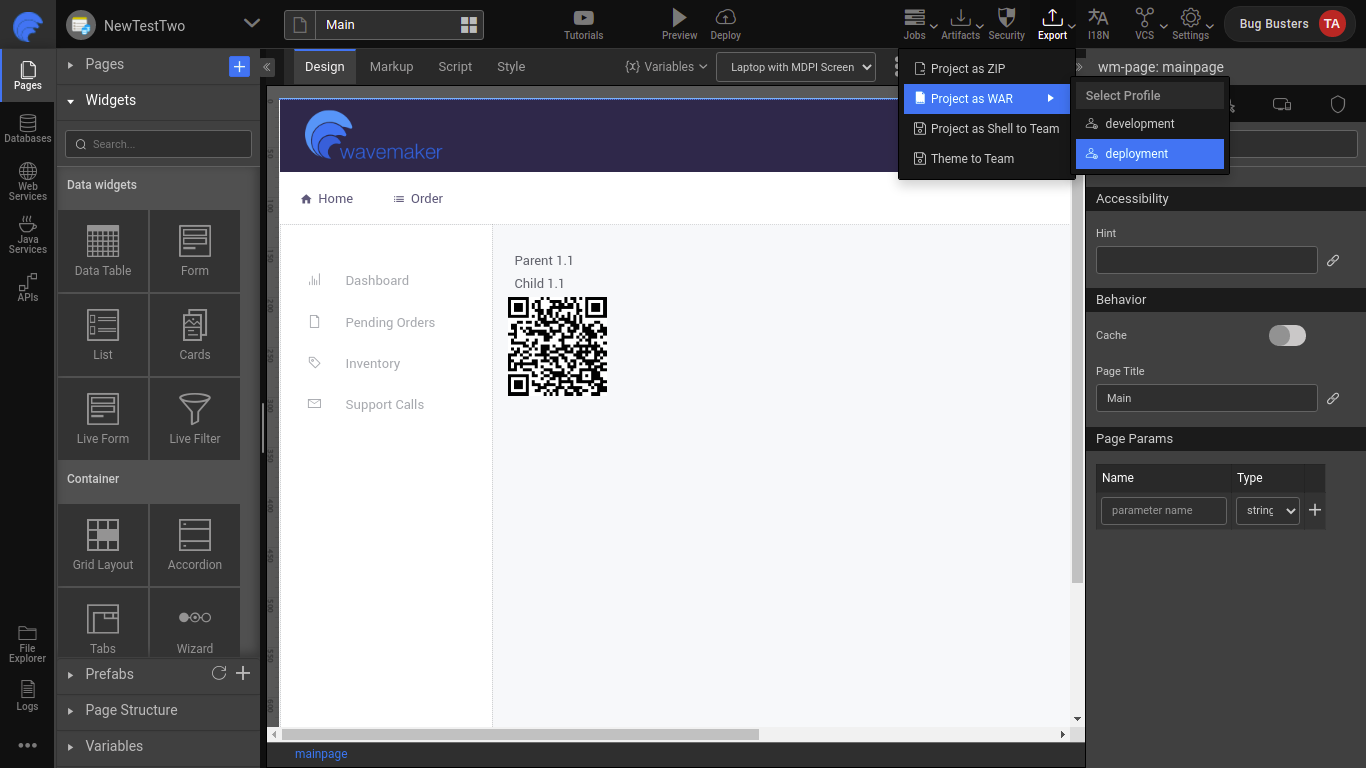 NewTestTwo
Main
Tutorials
Preview
Deploy
Jobs
Artifacts
Security
Export
I18N
VCS
Settings
Bug Busters
TA
Pages
Databases
Web
Services
Java
Services
APIs
File
Explorer
Logs
Pages
Widgets
Search...
Data widgets
Data Table
Form
List
Cards
Live Form
Live Filter
Container
Grid Layout
Accordion
Tabs
Wizard
Prefabs
Page Structure
Variables
Design
Markup
Script
Style
{x} Variables
Laptop with MDPI Screen
Project as ZIP
Project as WAR
Project as Shell to Team
Theme to Team
Select Profile
development
deployment
wavemaker
Home
Order
Dashboard
Pending Orders
Inventory
Support Calls
Parent 1.1
Child 1.1
mainpage
wm-page: mainpage
Accessibility
Hint
Behavior
Cache
Page Title
Main
Page Params
Name
Type
parameter name
string